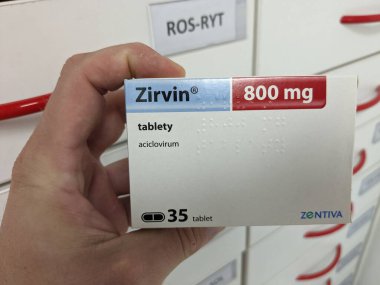 ROS-RYT
Zirvin® 800 mg
tablety
aciclovirum
35 tablet
ZENTIVA